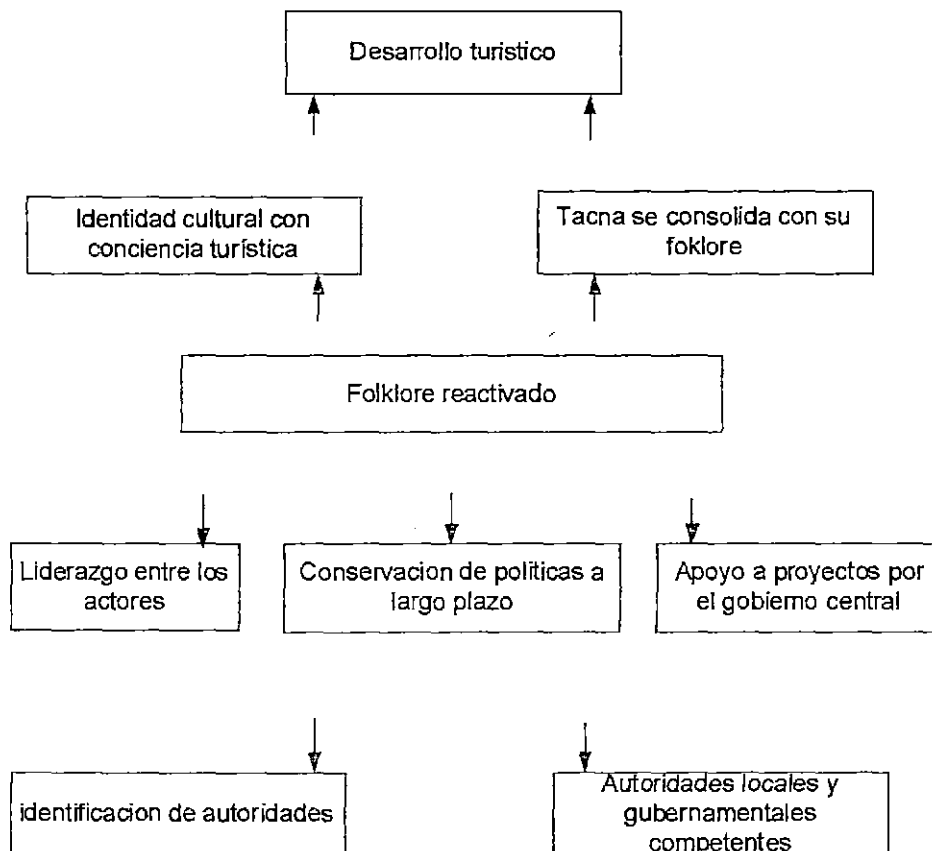 Desarrollo turistico
Identidad cultural con
conciencia turística
Tacna se consolida con su
foklore
Folklore reactivado
Liderazgo entre los
actores
Conservacion de políticas a
largo plazo
Apoyo a proyectos por
el gobierno central
identificacion de autoridades
Autoridades locales y
gubernamentales
competentes